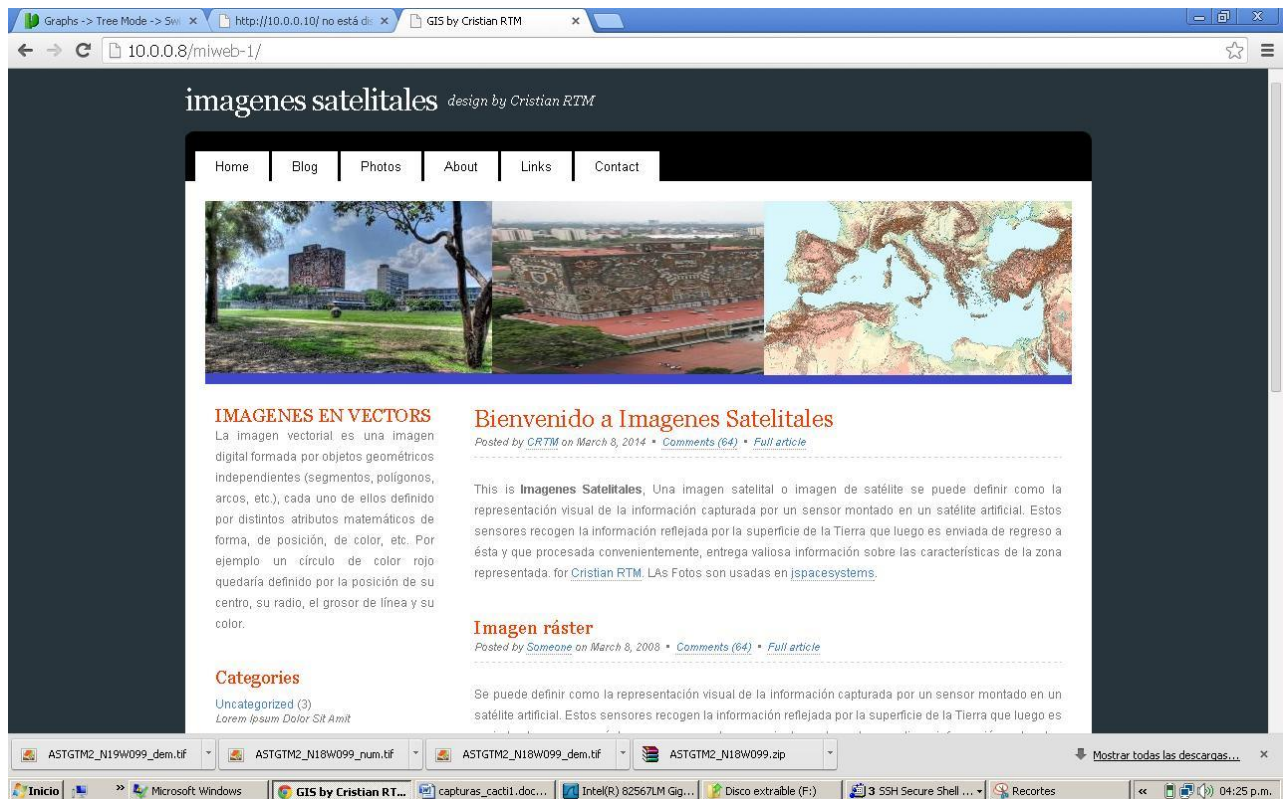 Graphs -> Tree Mode -> Sw
http://10.0.0.10/ no está dis
GIS by Cristian RTM
10.0.0.8/miweb-1/
imagenes satelitales design by Cristian RTM
Home Blog Photos About Links Contact
IMAGENES EN VECTORS
La imagen vectorial es una imagen
digital formada por objetos geométricos
independientes (segmentos, polígonos,
arcos, etc.), cada uno de ellos definido
por distintos atributos matemáticos de
forma, de posición, de color, etc. Por
ejemplo un círculo de color rojo
quedaría definido por la posición de su
centro, su radio, el grosor de línea y su
color.
Categories
Uncategorized (3)
Lorem Ipsum Dolor Sit Amit
Bienvenido a Imagenes Satelitales
Posted by CRTM on March 8, 2014 • Comments (64) • Full article
This is Imagenes Satelitales, Una imagen satelital o imagen de satélite se puede definir como la
representación visual de la información capturada por un sensor montado en un satélite artificial. Estos
sensores recogen la información reflejada por la superficie de la Tierra que luego es enviada de regreso a
ésta y que procesada convenientemente, entrega valiosa información sobre las características de la zona
representada. for Cristian RTM. LAs Fotos son usadas en jspacesystems.
Imagen ráster
Posted by Someone on March 8, 2008 • Comments (64) • Full article
Se puede definir como la representación visual de la información capturada por un sensor montado en un
satélite artificial. Estos sensores recogen la información reflejada por la superficie de la Tierra que luego es
ASTGTM2_N19W099_dem.tif
ASTGTM2_N18W099_num.tif
ASTGTM2_N18W099_dem.tif
ASTGTM2_N18W099.zip
Mostrar todas las descargas...
Inicio
Microsoft Windows
GIS by Cristian RT...
capturas_cacti1.doc...
Intel(R) 82567LM Gig...
Disco extraíble (F:)
3 SSH Secure Shell ...
Recortes
04:25 p.m.